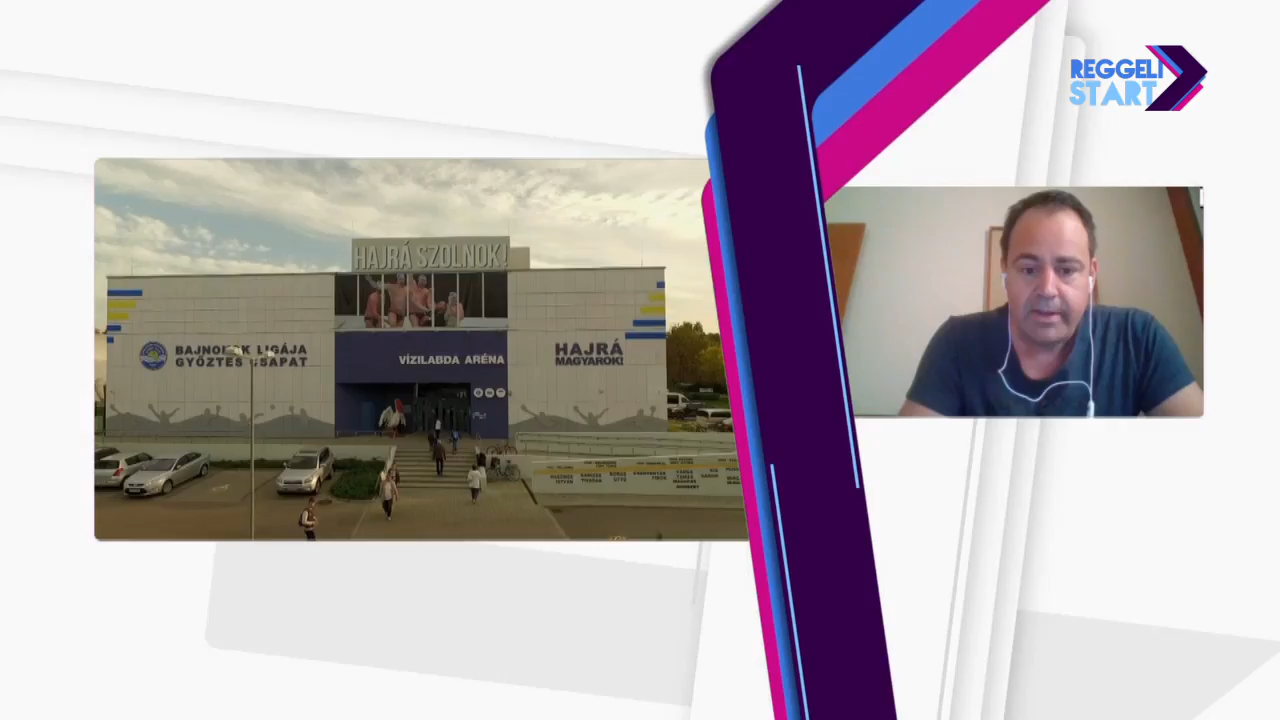 REGGELI
START
HAJRÁ SZOLNOK!
BAJNOKOK LIGÁJA
GYŐZTES CSAPAT
VÍZILABDA ARÉNA
HAJRÁ
MAGYAROK!